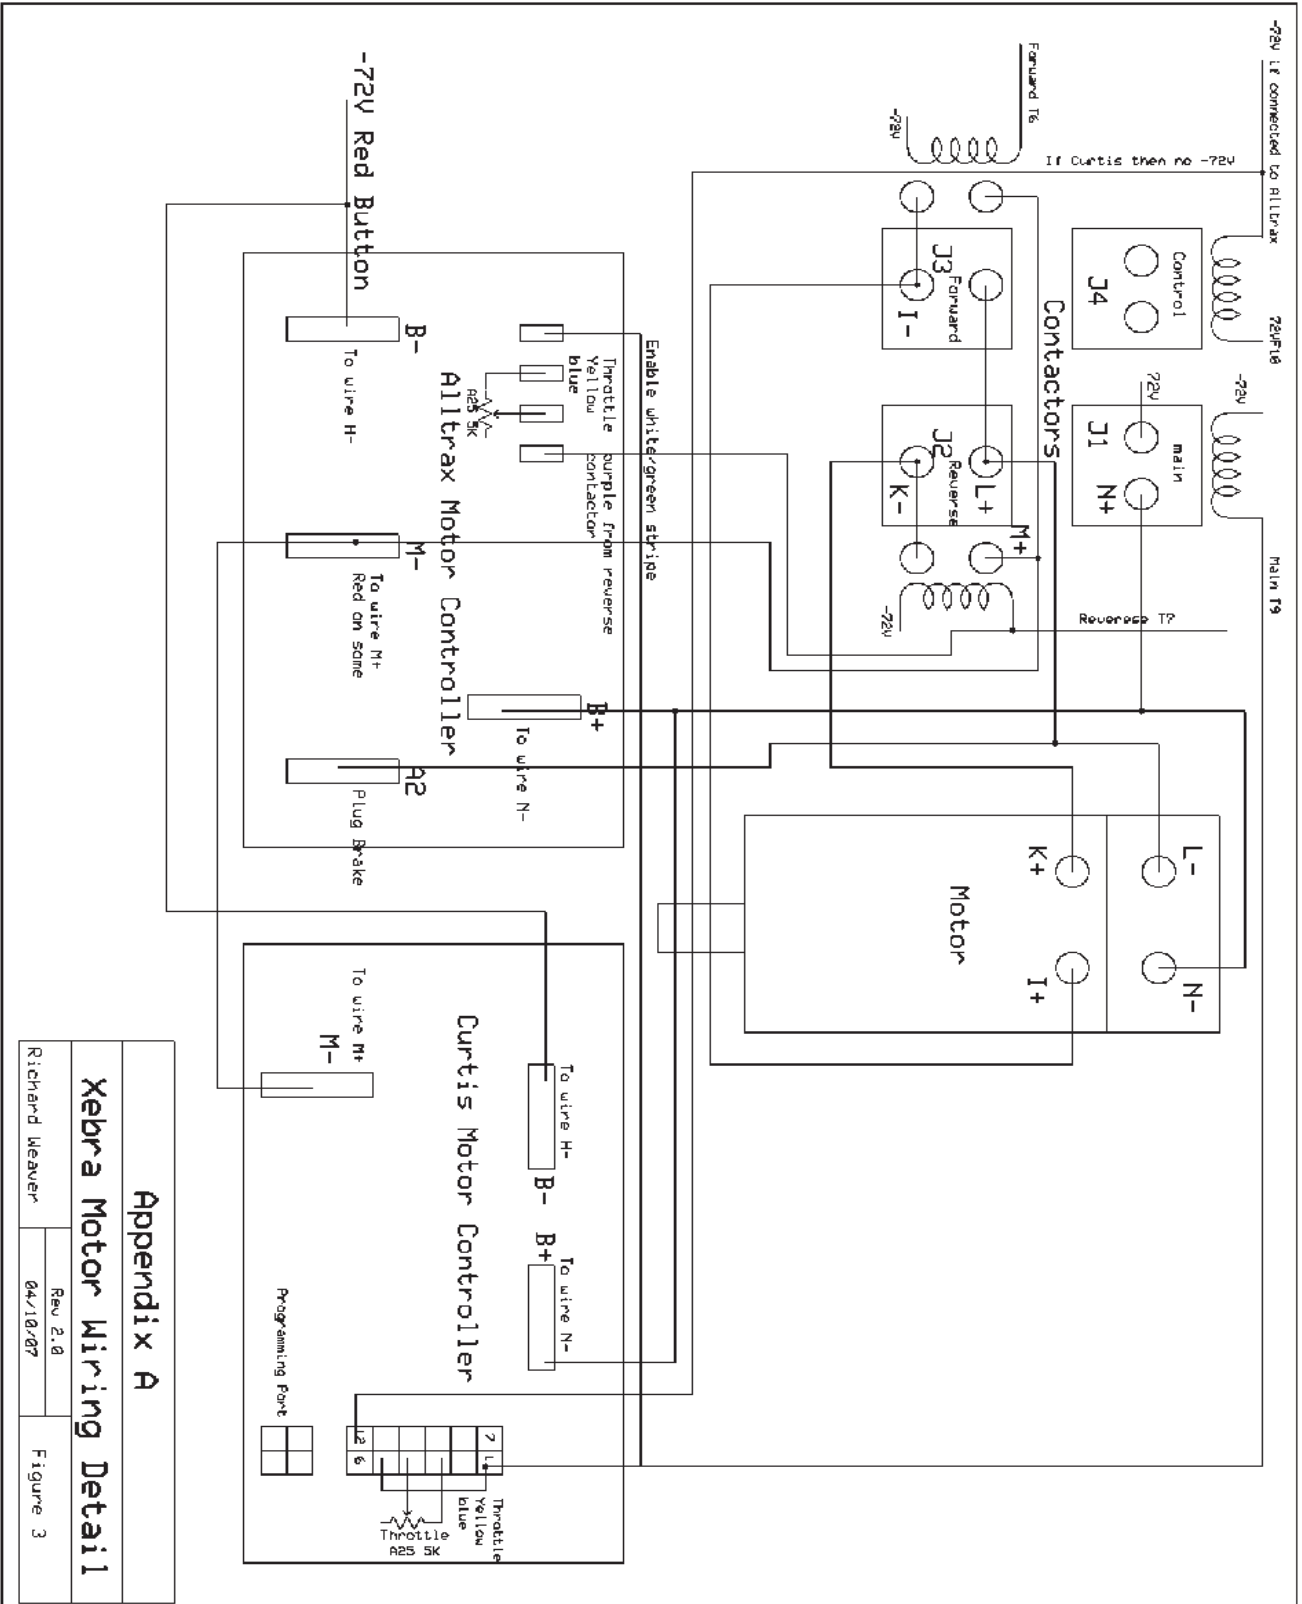 -72V if connected to Alltrax
72VF10
-72V
Main T9
Control
J4
72V
main
J1
N+
Contactors
If Curtis then no -72V
Forward T6
-72V
J3
Forward
I-
J2
Reverse
L+
K-
M+
-72V
Reverese T7
L-
N-
K+
I+
Motor
-72V Red Button
Enable white/green stripe
Throttle
Yellow
blue
purple from reverse
contactor
A25 5K
Alltrax Motor Controller
B-
To wire H-
M-
To wire M+
Red on same
B+
To wire N-
A2
Plug Brake
To wire H-
B-
B+
To wire N-
Curtis Motor Controller
To wire M+
M-
Programming Port
12
7
6
1
Throttle
Yellow
blue
Throttle
A25 5K
Appendix A
Xebra Motor Wiring Detail
Richard Weaver
Rev 2.0
04/10/07
Figure 3